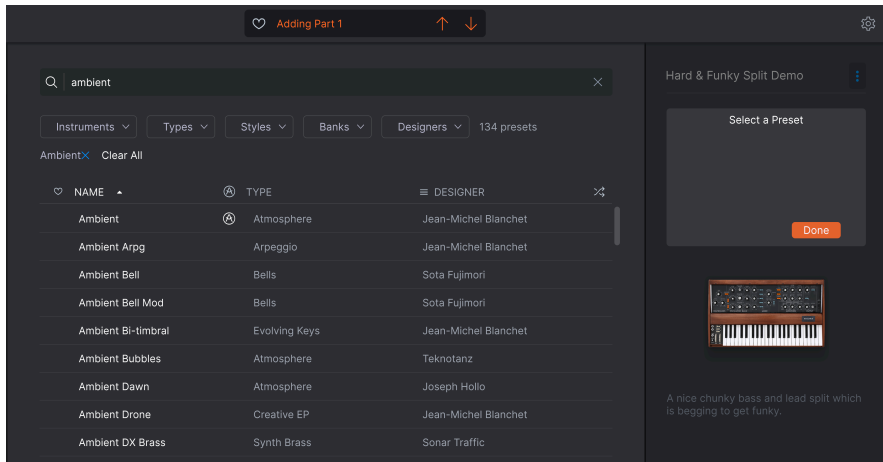 Adding Part 1
ambient
Hard & Funky Split Demo
Instruments Types Styles Banks Designers 134 presets
Select a Preset
Ambient Clear All
NAME TYPE DESIGNER
Ambient Atmosphere Jean-Michel Blanchet
Done
Ambient Arpg Arpeggio Jean-Michel Blanchet
Ambient Bell Bells Sota Fujimori
Ambient Bell Mod Bells Sota Fujimori
Ambient Bi-timbral Evolving Keys Jean-Michel Blanchet
Ambient Bubbles Atmosphere Teknotanz
Ambient Dawn Atmosphere Joseph Hollo
Ambient Drone Creative EP Jean-Michel Blanchet
Ambient DX Brass Synth Brass Sonar Traffic
A nice chunky bass and lead split which
is begging to get funky.